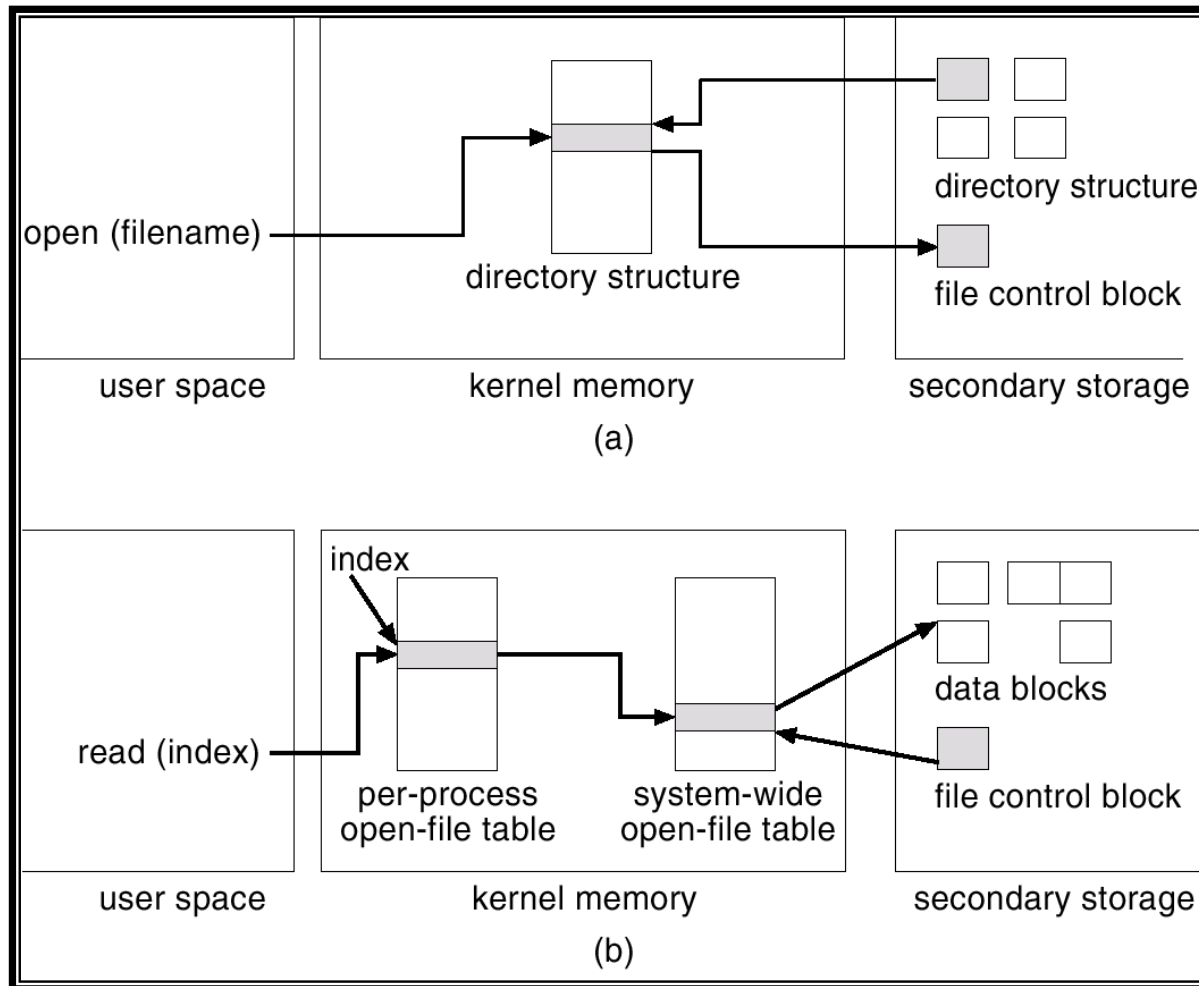 directory structure
open (filename)
directory structure
file control block
user space
kernel memory
secondary storage
(a)
index
data blocks
read (index)
per-process
open-file table
system-wide
open-file table
file control block
user space
kernel memory
secondary storage
(b)